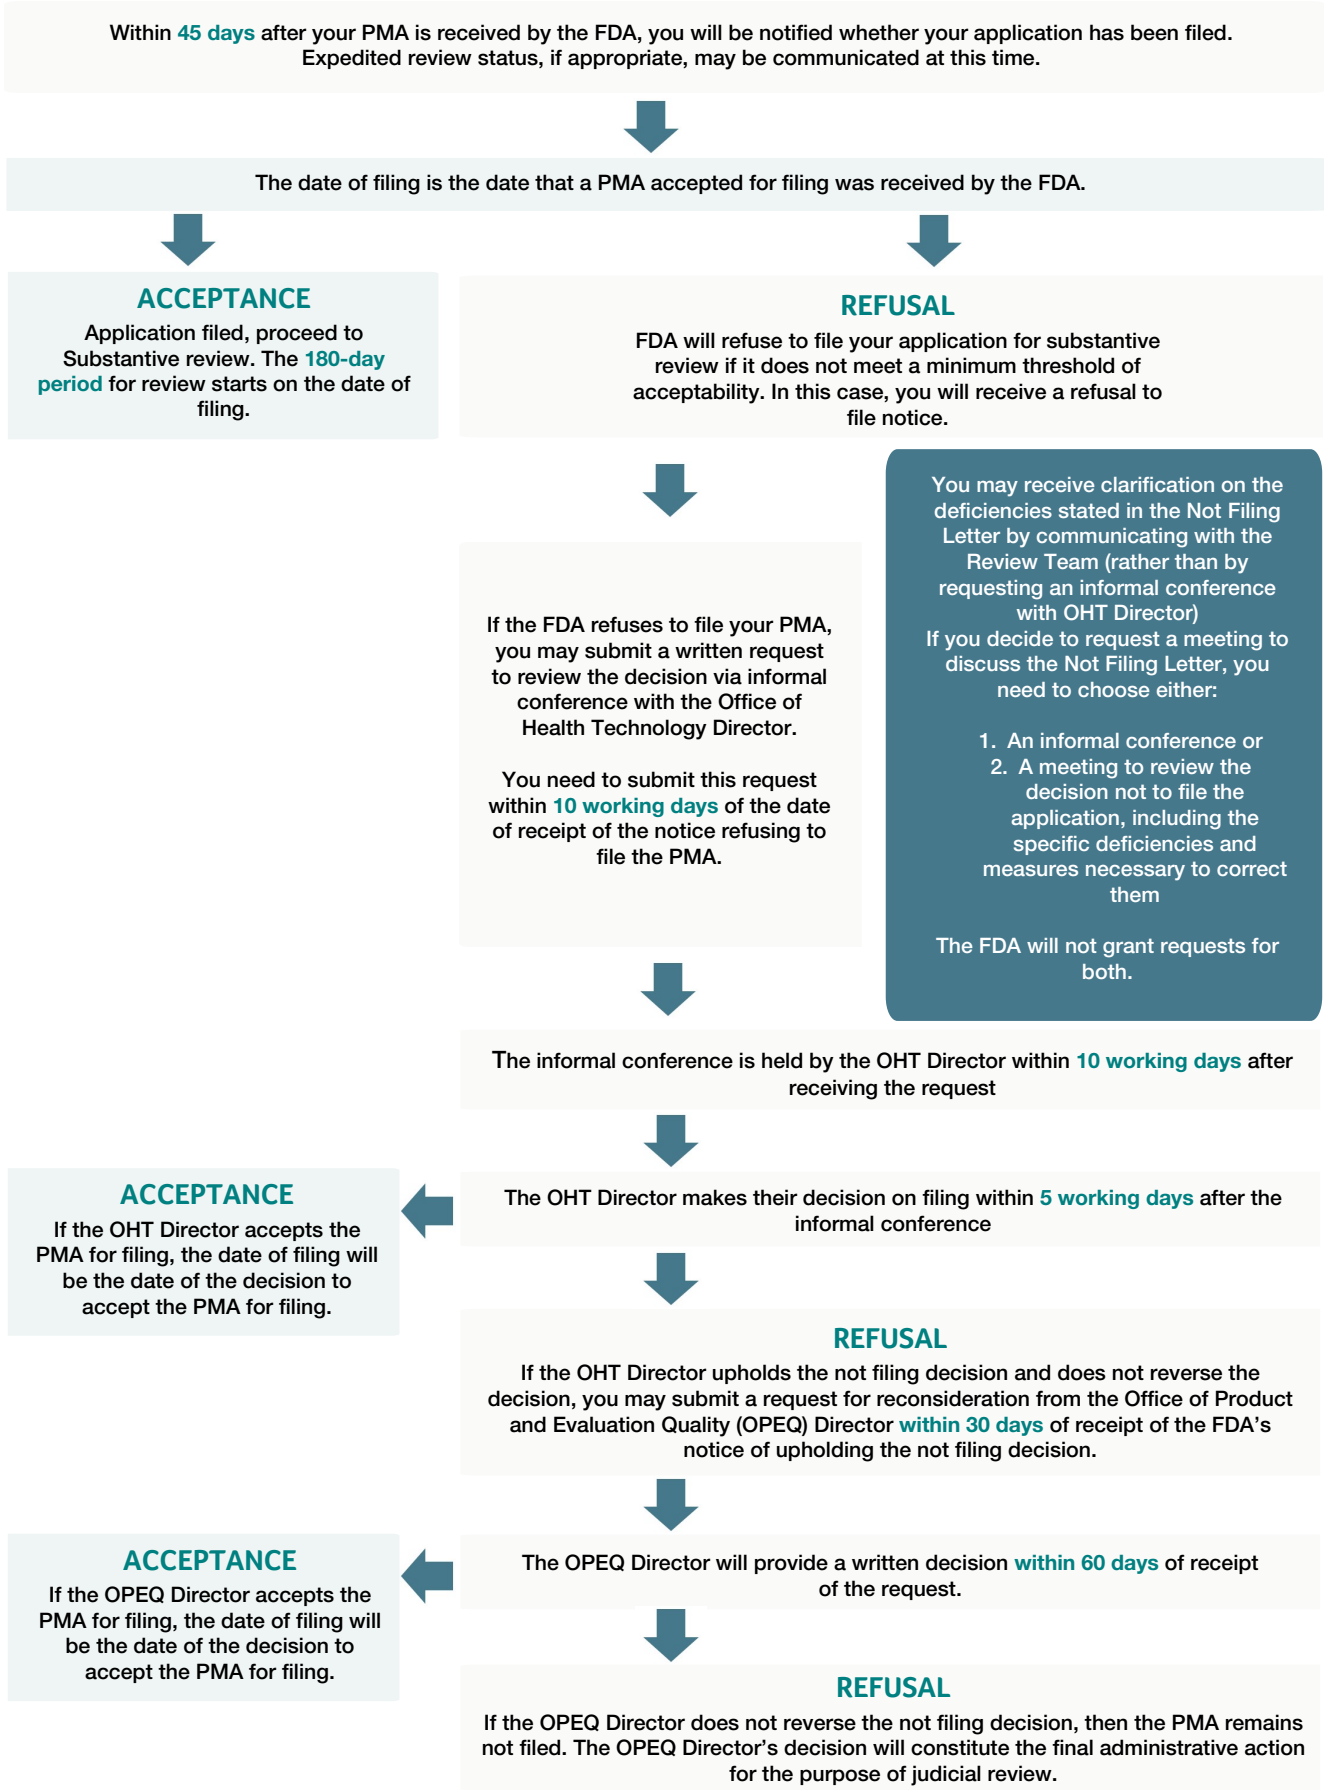 Within 45 days after your PMA is received by the FDA, you will be notified whether your application has been filed.
Expedited review status, if appropriate, may be communicated at this time.
The date of filing is the date that a PMA accepted for filing was received by the FDA.
ACCEPTANCE
Application filed, proceed to
Substantive review. The 180-day
period for review starts on the date of
filing.
REFUSAL
FDA will refuse to file your application for substantive
review if it does not meet a minimum threshold of
acceptability. In this case, you will receive a refusal to
file notice.
If the FDA refuses to file your PMA,
you may submit a written request
to review the decision via informal
conference with the Office of
Health Technology Director.
You need to submit this request
within 10 working days of the date
of receipt of the notice refusing to
file the PMA.
You may receive clarification on the
deficiencies stated in the Not Filing
Letter by communicating with the
Review Team (rather than by
requesting an informal conference
with OHT Director)
If you decide to request a meeting to
discuss the Not Filing Letter, you
need to choose either:
1. An informal conference or
2. A meeting to review the
decision not to file the
application, including the
specific deficiencies and
measures necessary to correct
them
The FDA will not grant requests for
both.
The informal conference is held by the OHT Director within 10 working days after
receiving the request
The OHT Director makes their decision on filing within 5 working days after the
informal conference
ACCEPTANCE
If the OHT Director accepts the
PMA for filing, the date of filing will
be the date of the decision to
accept the PMA for filing.
REFUSAL
If the OHT Director upholds the not filing decision and does not reverse the
decision, you may submit a request for reconsideration from the Office of Product
and Evaluation Quality (OPEQ) Director within 30 days of receipt of the FDA's
notice of upholding the not filing decision.
The OPEQ Director will provide a written decision within 60 days of receipt
of the request.
ACCEPTANCE
If the OPEQ Director accepts the
PMA for filing, the date of filing will
be the date of the decision to
accept the PMA for filing.
REFUSAL
If the OPEQ Director does not reverse the not filing decision, then the PMA remains
not filed. The OPEQ Director's decision will constitute the final administrative action
for the purpose of judicial review.